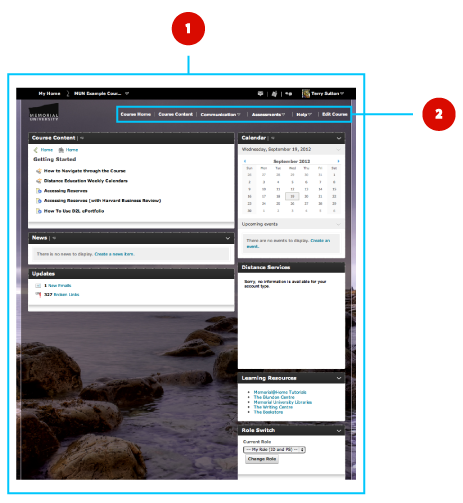 1
2
My Home
MUN Example Cou...
Terry Sutton
MEMORIAL
UNIVERSITY
Course Home
Course Content
Communication
Assessments
Help
Edit Course
Course Content
Home
Home
Getting Started
How to Navigate through the Course
Distance Education Weekly Calendars
Accessing Reserves
Accessing Reserves (with Harvard Business Review)
How To Use D2L ePortfolio
News
There is no news to display. Create a news item.
Updates
1 New Emails
327 Broken Links
Calendar
Wednesday, September 19, 2012
September 2012
Sun Mon Tue Wed Thu Fri Sat
26 27 28 29 30 31 1
2 3 4 5 6 7 8
9 10 11 12 13 14 15
16 17 18 19 20 21 22
23 24 25 26 27 28 29
30 1 2 3 4 5 6
Upcoming events
There are no events to display. Create an
event.
Distance Services
Sorry, no information is available for your
account type.
Learning Resources
Memorial@Home Tutorials
The Blundon Centre
Memorial University Libraries
The Writing Centre
The Bookstore
Role Switch
Current Role
-- My Role (ID and PS) --
Change Role